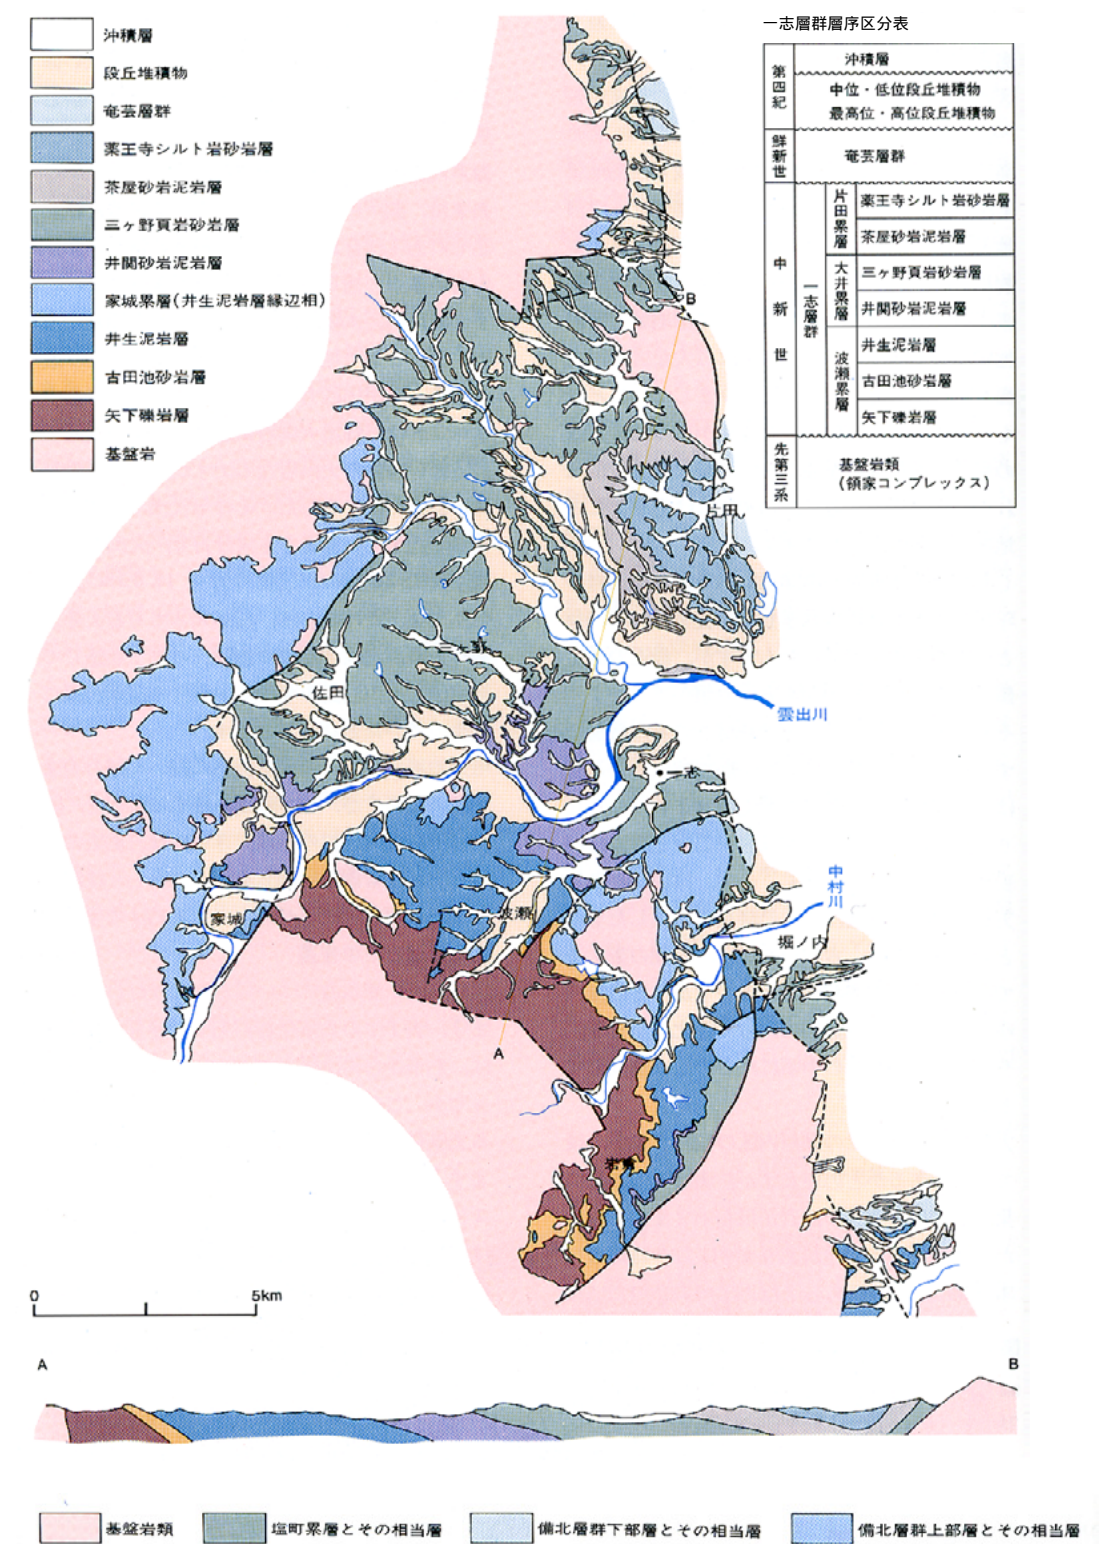 沖積層
段丘堆積物
奄芸層群
薬王寺シルト岩砂岩層
茶屋砂岩泥岩層
三ヶ野頁岩砂岩層
井関砂岩泥岩層
家城累層(井生泥岩層縁辺相)
井生泥岩層
古田池砂岩層
矢下礫岩層
基盤岩
一志層群層序区分表
第四紀
沖積層
中位・低位段丘堆積物
最高位・高位段丘堆積物
鮮新世
奄芸層群
中新世
一志層群
片田累層
薬王寺シルト岩砂岩層
茶屋砂岩泥岩層
大井累層
三ヶ野頁岩砂岩層
井関砂岩泥岩層
波瀬累層
井生泥岩層
古田池砂岩層
矢下礫岩層
先第三系
基盤岩類
(領家コンプレックス)
B
片田
佐田
雲出川
一志
中村川
家城
波瀬
堀ノ内
A
0
5km
A
B
基盤岩類
塩町累層とその相当層
備北層群下部層とその相当層
備北層群上部層とその相当層